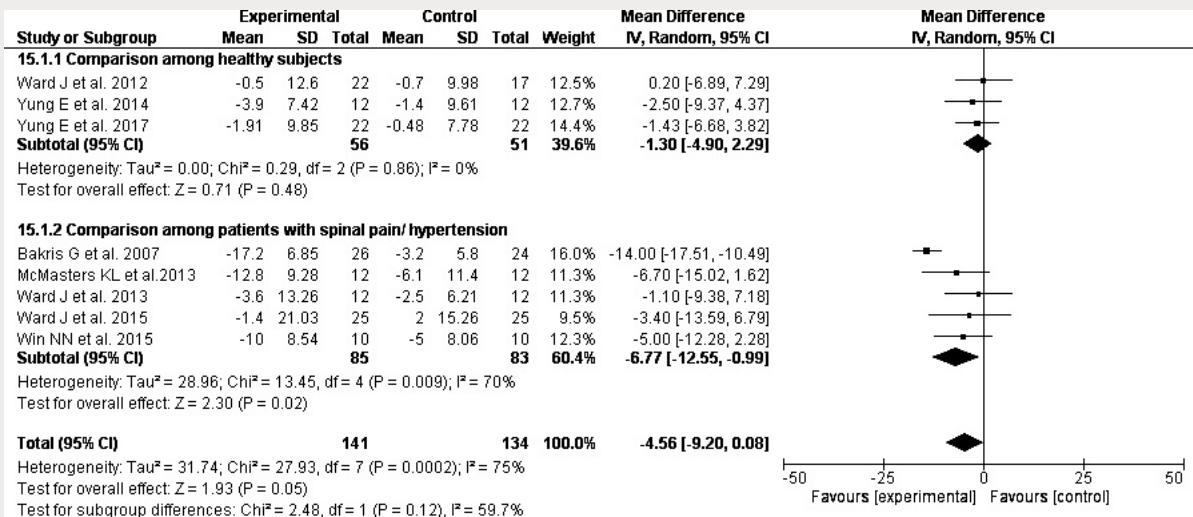 Experimental Control Mean Difference Mean Difference
Study or Subgroup Mean SD Total Mean SD Total Weight IV, Random, 95% CI IV, Random, 95% CI
15.1.1 Comparison among healthy subjects
Ward J et al. 2012 -0.5 12.6 22 -0.7 9.98 17 12.5% 0.20 [-6.89, 7.29]
Yung E et al. 2014 -3.9 7.42 12 -1.4 9.61 12 12.7% -2.50 [-9.37, 4.37]
Yung E et al. 2017 -1.91 9.85 22 -0.48 7.78 22 14.4% -1.43 [-6.68, 3.82]
Subtotal (95% CI) 56 51 39.6% -1.30 [-4.90, 2.29]
Heterogeneity: Tau² = 0.00; Chi² = 0.29, df = 2 (P = 0.86); I² = 0%
Test for overall effect: Z = 0.71 (P = 0.48)
15.1.2 Comparison among patients with spinal pain/ hypertension
Bakris G et al. 2007 -17.2 6.85 26 -3.2 5.8 24 16.0% -14.00 [-17.51, -10.49]
McMasters KL et al.2013 -12.8 9.28 12 -6.1 11.4 12 11.3% -6.70 [-15.02, 1.62]
Ward J et al. 2013 -3.6 13.26 12 -2.5 6.21 12 11.3% -1.10 [-9.38, 7.18]
Ward J et al. 2015 -1.4 21.03 25 2 15.26 25 9.5% -3.40 [-13.59, 6.79]
Win NN et al. 2015 -10 8.54 10 -5 8.06 10 12.3% -5.00 [-12.28, 2.28]
Subtotal (95% CI) 85 83 60.4% -6.77 [-12.55, -0.99]
Heterogeneity: Tau² = 28.96; Chi² = 13.45, df = 4 (P = 0.009); I² = 70%
Test for overall effect: Z = 2.30 (P = 0.02)
Total (95% CI) 141 134 100.0% -4.56 [-9.20, 0.08]
Heterogeneity: Tau² = 31.74; Chi² = 27.93, df = 7 (P = 0.0002); I² = 75%
Test for overall effect: Z = 1.93 (P = 0.05)
Test for subgroup differences: Chi² = 2.48, df = 1 (P = 0.12), I² = 59.7%
-50 -25 0 25 50
Favours [experimental] Favours [control]